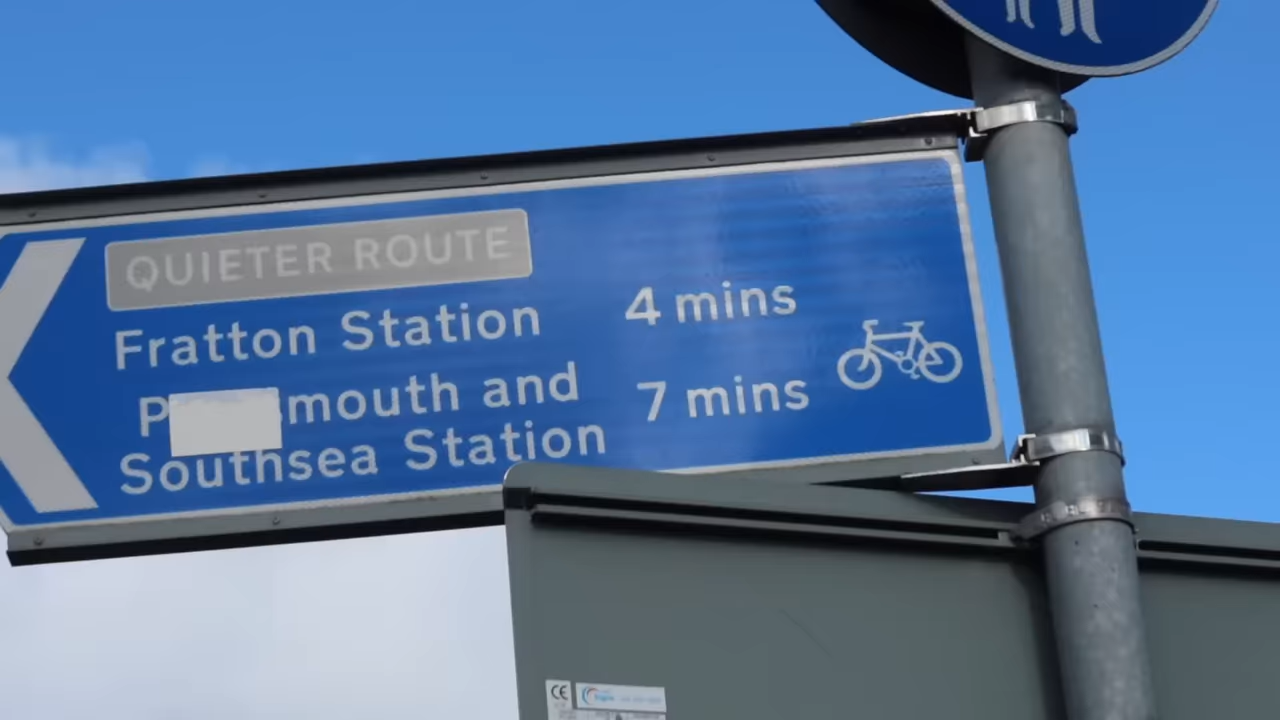 QUIETER ROUTE
Fratton Station 4 mins
P mouth and 7 mins
Southsea Station
CE